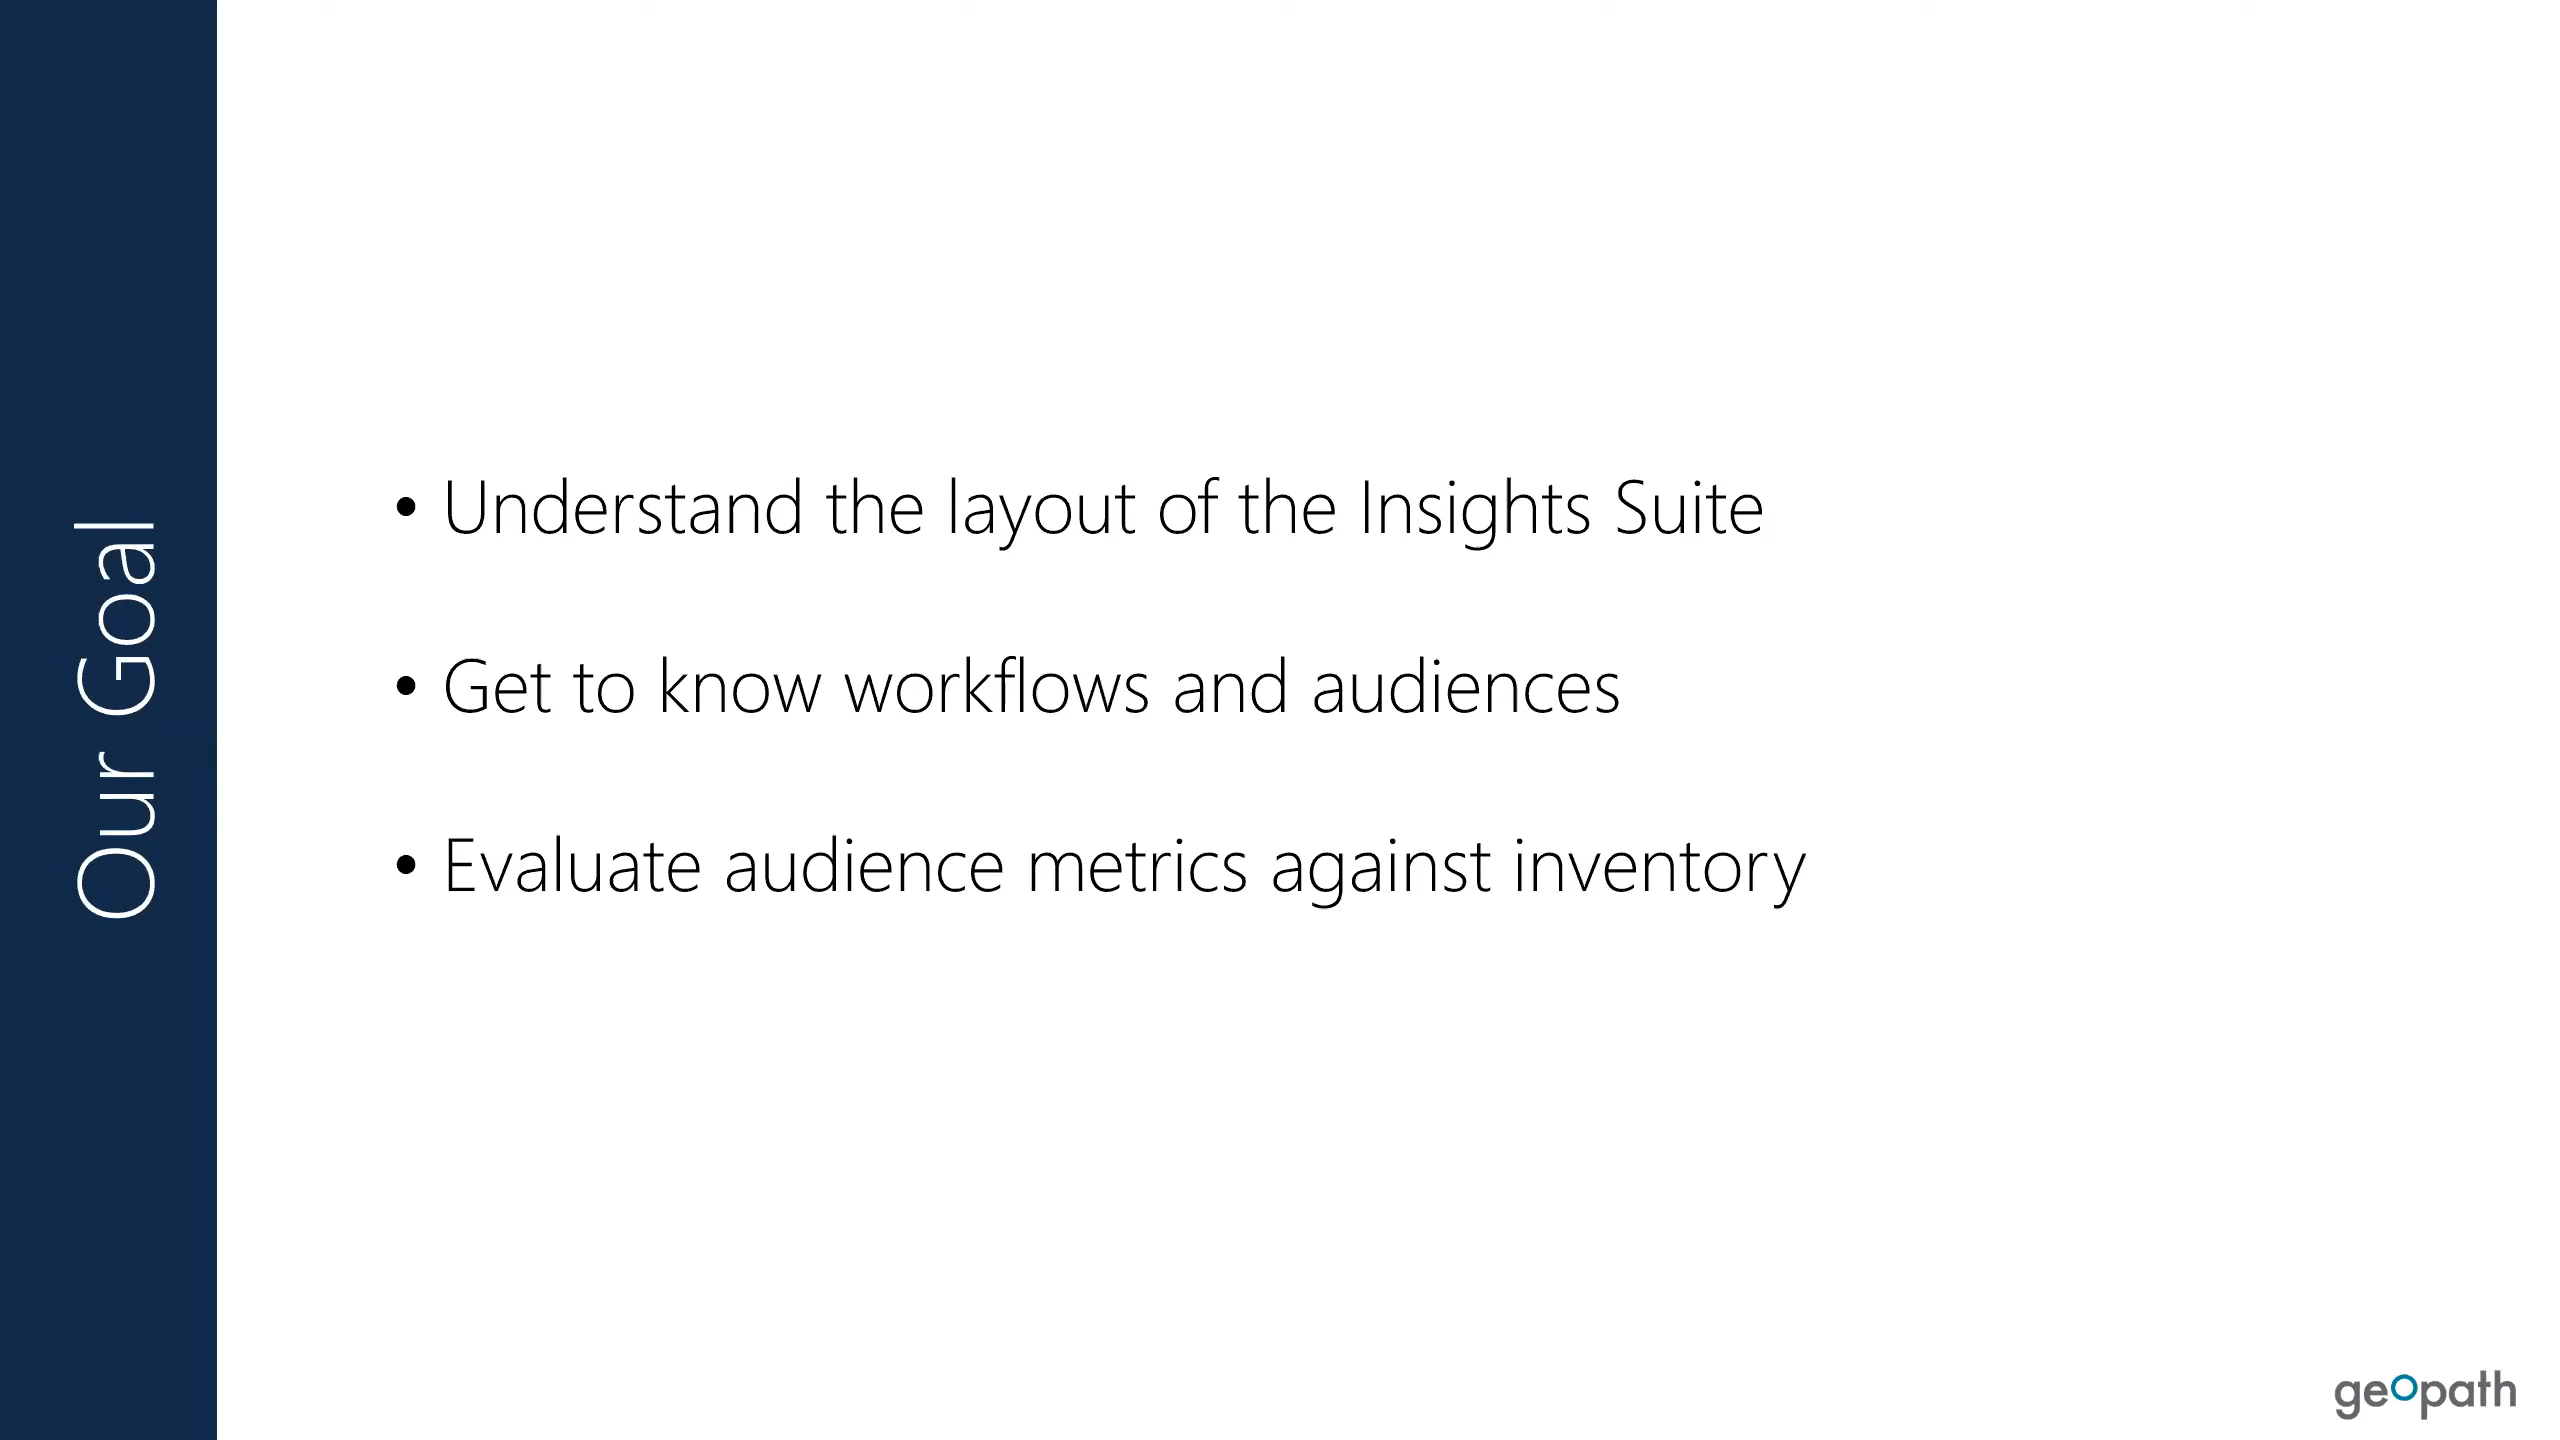 Our Goal
• Understand the layout of the Insights Suite
• Get to know workflows and audiences
• Evaluate audience metrics against inventory
geopath